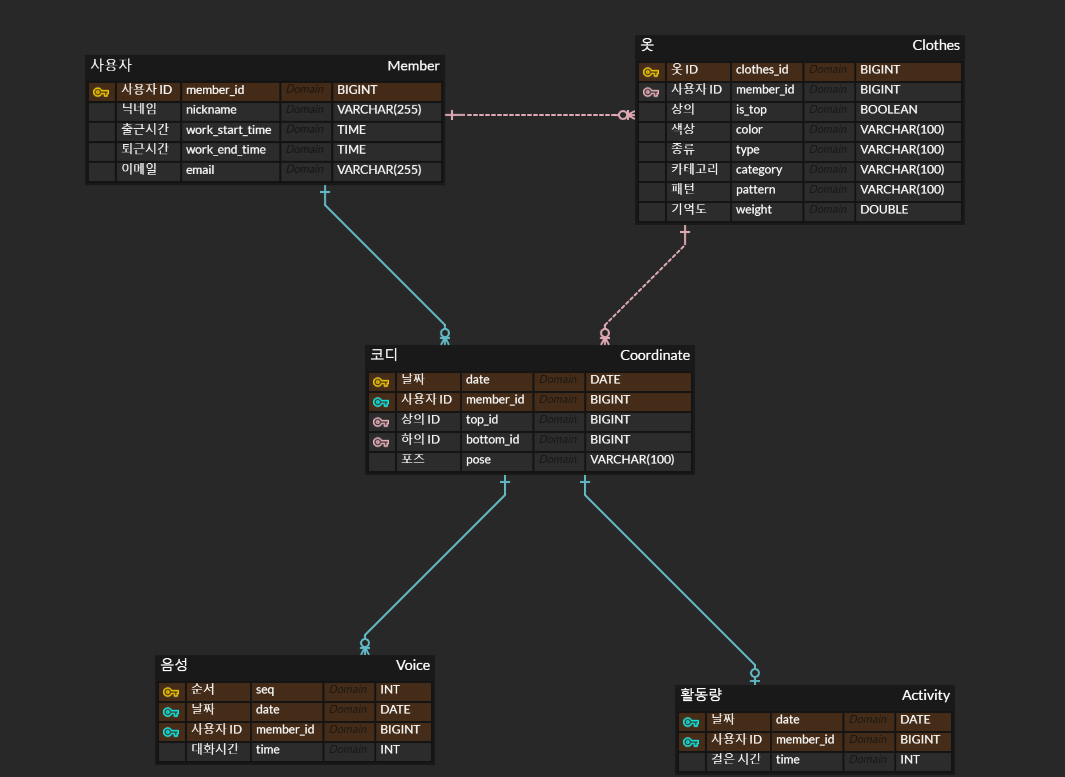 사용자 Member
사용자 ID member_id Domain BIGINT
닉네임 nickname Domain VARCHAR(255)
출근시간 work_start_time Domain TIME
퇴근시간 work_end_time Domain TIME
이메일 email Domain VARCHAR(255)
옷 Clothes
옷 ID clothes_id Domain BIGINT
사용자 ID member_id Domain BIGINT
상의 is_top Domain BOOLEAN
색상 color Domain VARCHAR(100)
종류 type Domain VARCHAR(100)
카테고리 category Domain VARCHAR(100)
패턴 pattern Domain VARCHAR(100)
기억도 weight Domain DOUBLE
코디 Coordinate
날짜 date Domain DATE
사용자 ID member_id Domain BIGINT
상의 ID top_id Domain BIGINT
하의 ID bottom_id Domain BIGINT
포즈 pose Domain VARCHAR(100)
음성 Voice
순서 seq Domain INT
날짜 date Domain DATE
사용자 ID member_id Domain BIGINT
대화시간 time Domain INT
활동량 Activity
날짜 date Domain DATE
사용자 ID member_id Domain BIGINT
걸은 시간 time Domain INT